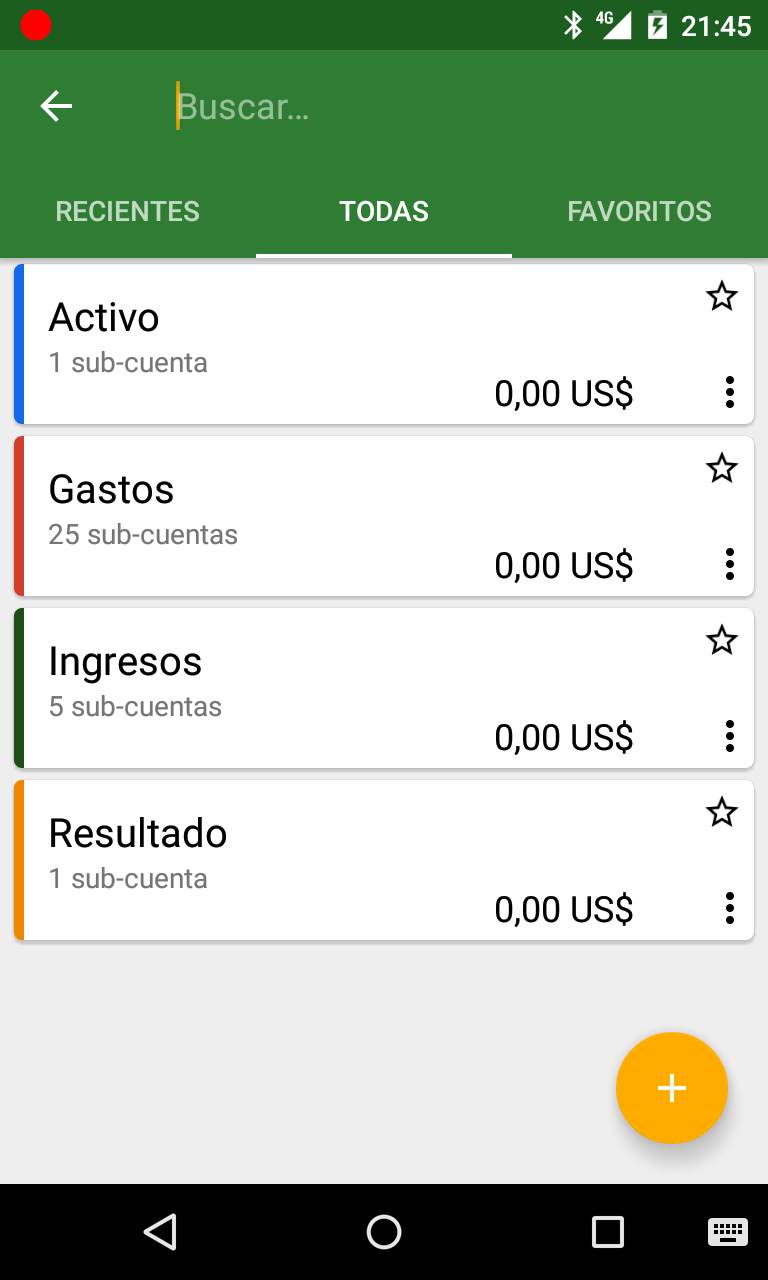 4G 21:45
Buscar...
RECIENTES TODAS FAVORITOS
Activo
1 sub-cuenta
0,00 US$
Gastos
25 sub-cuentas
0,00 US$
Ingresos
5 sub-cuentas
0,00 US$
Resultado
1 sub-cuenta
0,00 US$